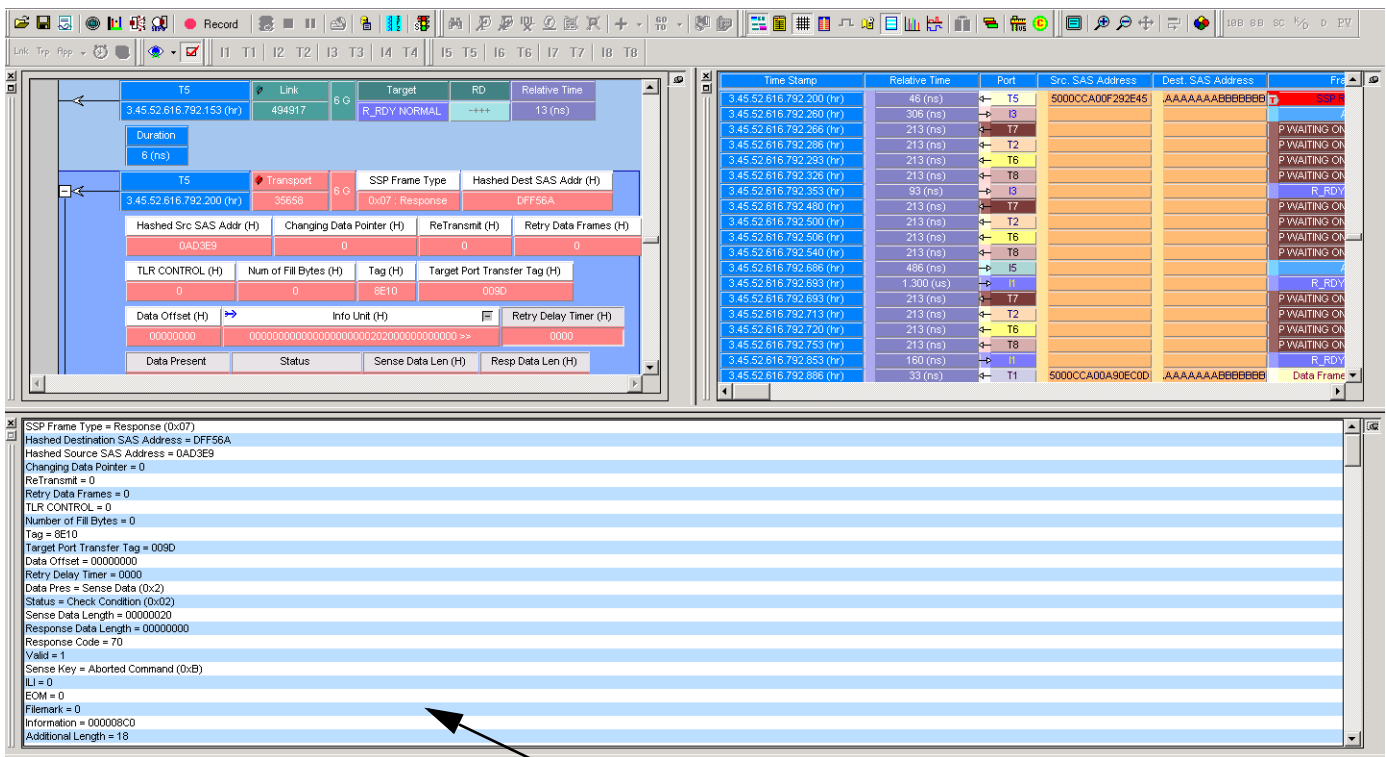 Record
GO TO
10B 8B SC % D PV
Lnk Trp App
I1 T1 I2 T2 I3 T3 I4 T4 I5 T5 I6 T6 I7 T7 I8 T8
T5 Link 6 G Target RD Relative Time
3.45.52.616.792.153 (hr) 494917 R_RDY NORMAL -+++ 13 (ns)
Duration
6 (ns)
T5 Transport 6 G SSP Frame Type Hashed Dest SAS Addr (H)
3.45.52.616.792.200 (hr) 35658 0x07 : Response DFF56A
Hashed Src SAS Addr (H) Changing Data Pointer (H) ReTransmit (H) Retry Data Frames (H)
0AD3E9 0 0 0
TLR CONTROL (H) Num of Fill Bytes (H) Tag (H) Target Port Transfer Tag (H)
0 0 8E10 009D
Data Offset (H) Info Unit (H) Retry Delay Timer (H)
00000000 >> 0000
Data Present Status Sense Data Len (H) Resp Data Len (H)
Time Stamp Relative Time Port Src. SAS Address Dest. SAS Address Fra
3.45.52.616.792.200 (hr) 46 (ns) T5 5000CCA00F292E45 .AAAAAAABBBBBBB SSP R
3.45.52.616.792.260 (hr) 306 (ns) I3 A
3.45.52.616.792.266 (hr) 213 (ns) T7 P WAITING ON
3.45.52.616.792.286 (hr) 213 (ns) T2 P WAITING ON
3.45.52.616.792.293 (hr) 213 (ns) T6 P WAITING ON
3.45.52.616.792.326 (hr) 213 (ns) T8 P WAITING ON
3.45.52.616.792.353 (hr) 93 (ns) I3 R_RDY
3.45.52.616.792.480 (hr) 213 (ns) T7 P WAITING ON
3.45.52.616.792.500 (hr) 213 (ns) T2 P WAITING ON
3.45.52.616.792.506 (hr) 213 (ns) T6 P WAITING ON
3.45.52.616.792.540 (hr) 213 (ns) T8 P WAITING ON
3.45.52.616.792.686 (hr) 486 (ns) I5 A
3.45.52.616.792.693 (hr) 1.300 (us) I1 R_RDY
3.45.52.616.792.693 (hr) 213 (ns) T7 P WAITING ON
3.45.52.616.792.713 (hr) 213 (ns) T2 P WAITING ON
3.45.52.616.792.720 (hr) 213 (ns) T6 P WAITING ON
3.45.52.616.792.753 (hr) 213 (ns) T8 P WAITING ON
3.45.52.616.792.853 (hr) 160 (ns) I1 R_RDY
3.45.52.616.792.886 (hr) 33 (ns) T1 5000CCA00A90EC0D .AAAAAAABBBBBBB Data Frame
SSP Frame Type = Response (0x07)
Hashed Destination SAS Address = DFF56A
Hashed Source SAS Address = 0AD3E9
Changing Data Pointer = 0
ReTransmit = 0
Retry Data Frames = 0
TLR CONTROL = 0
Number of Fill Bytes = 0
Tag = 8E10
Target Port Transfer Tag = 009D
Data Offset = 00000000
Retry Delay Timer = 0000
Data Pres = Sense Data (0x2)
Status = Check Condition (0x02)
Sense Data Length = 00000020
Response Data Length = 00000000
Response Code = 70
Valid = 1
Sense Key = Aborted Command (0xB)
ILI = 0
EOM = 0
Filemark = 0
Information = 000008C0
Additional Length = 18